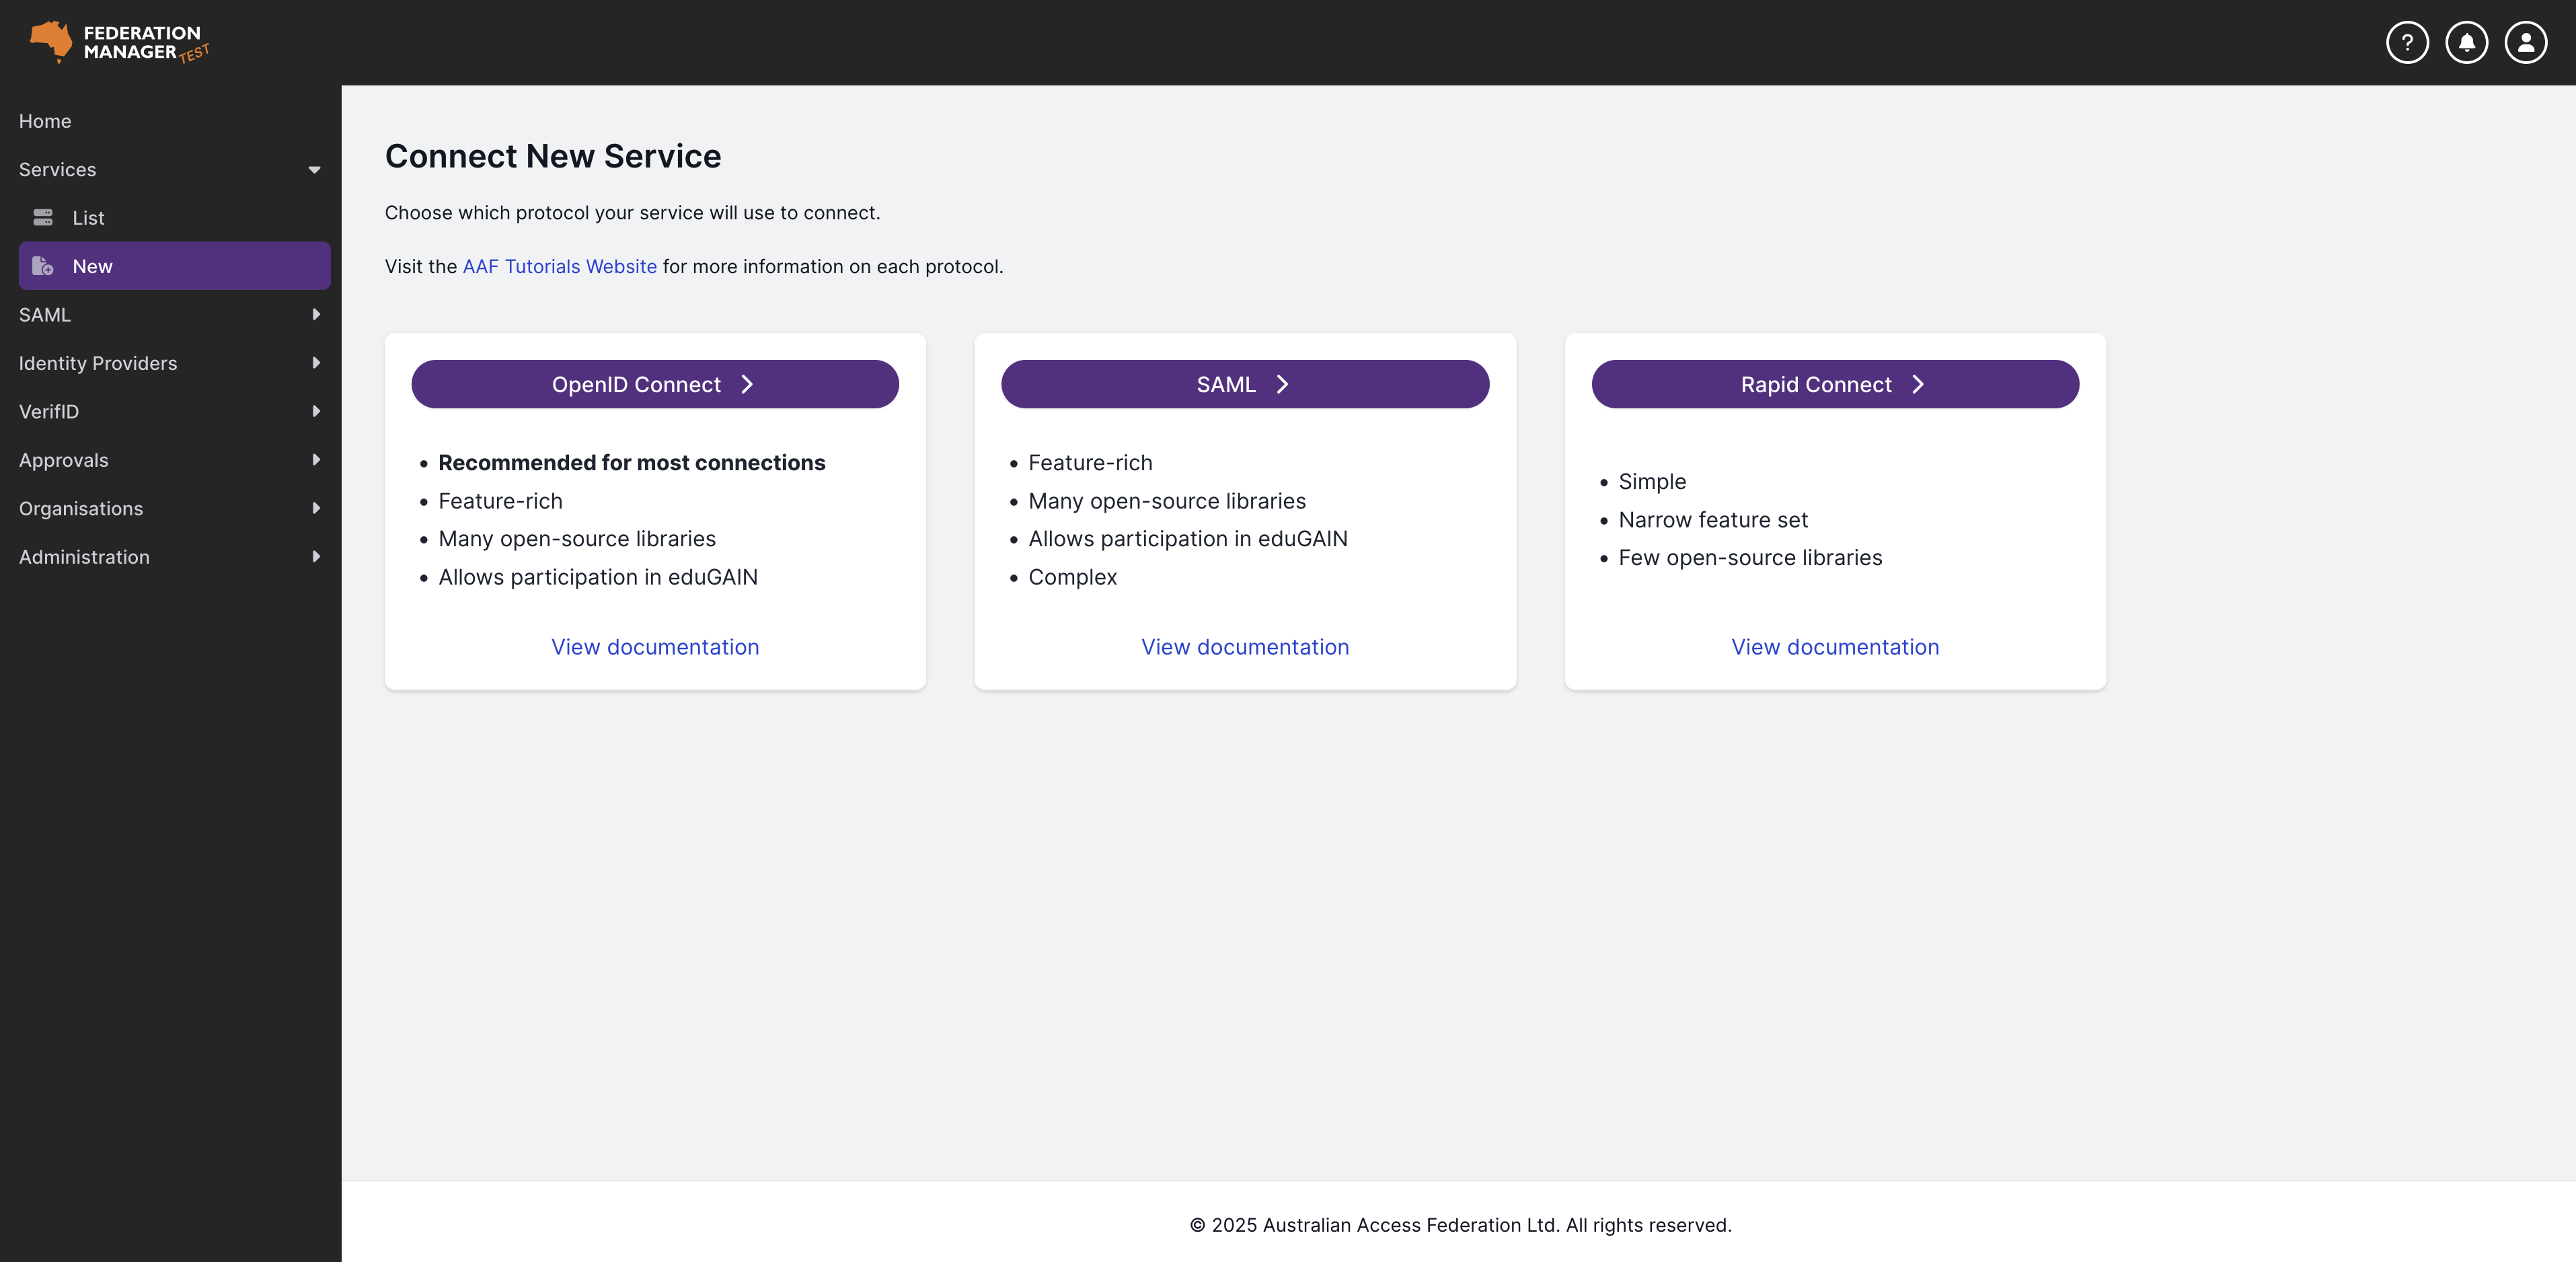 FEDERATION
MANAGER TEST
Home
Services
List
New
SAML
Identity Providers
VerifID
Approvals
Organisations
Administration
Connect New Service
Choose which protocol your service will use to connect.
Visit the AAF Tutorials Website for more information on each protocol.
OpenID Connect
Recommended for most connections
Feature-rich
Many open-source libraries
Allows participation in eduGAIN
View documentation
SAML
Feature-rich
Many open-source libraries
Allows participation in eduGAIN
Complex
View documentation
Rapid Connect
Simple
Narrow feature set
Few open-source libraries
View documentation
© 2025 Australian Access Federation Ltd. All rights reserved.